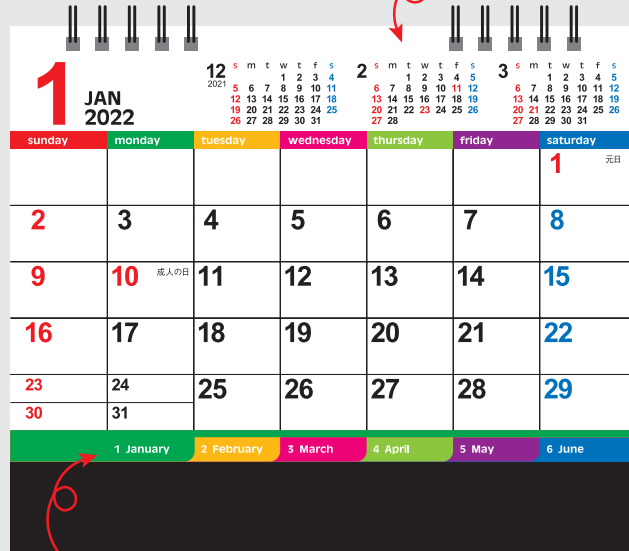 1
JAN
2022
12
2021
s m t w t f s
1 2 3 4
5 6 7 8 9 10 11
12 13 14 15 16 17 18
19 20 21 22 23 24 25
26 27 28 29 30 31
2
s m t w t f s
1 2 3 4 5
6 7 8 9 10 11 12
13 14 15 16 17 18 19
20 21 22 23 24 25 26
27 28
3
s m t w t f s
1 2 3 4 5
6 7 8 9 10 11 12
13 14 15 16 17 18 19
20 21 22 23 24 25 26
27 28 29 30 31
sunday monday tuesday wednesday thursday friday saturday
1 元日
2 3 4 5 6 7 8
9 10 成人の日 11 12 13 14 15
16 17 18 19 20 21 22
23 24 25 26 27 28 29
30 31
1 January 2 February 3 March 4 April 5 May 6 June